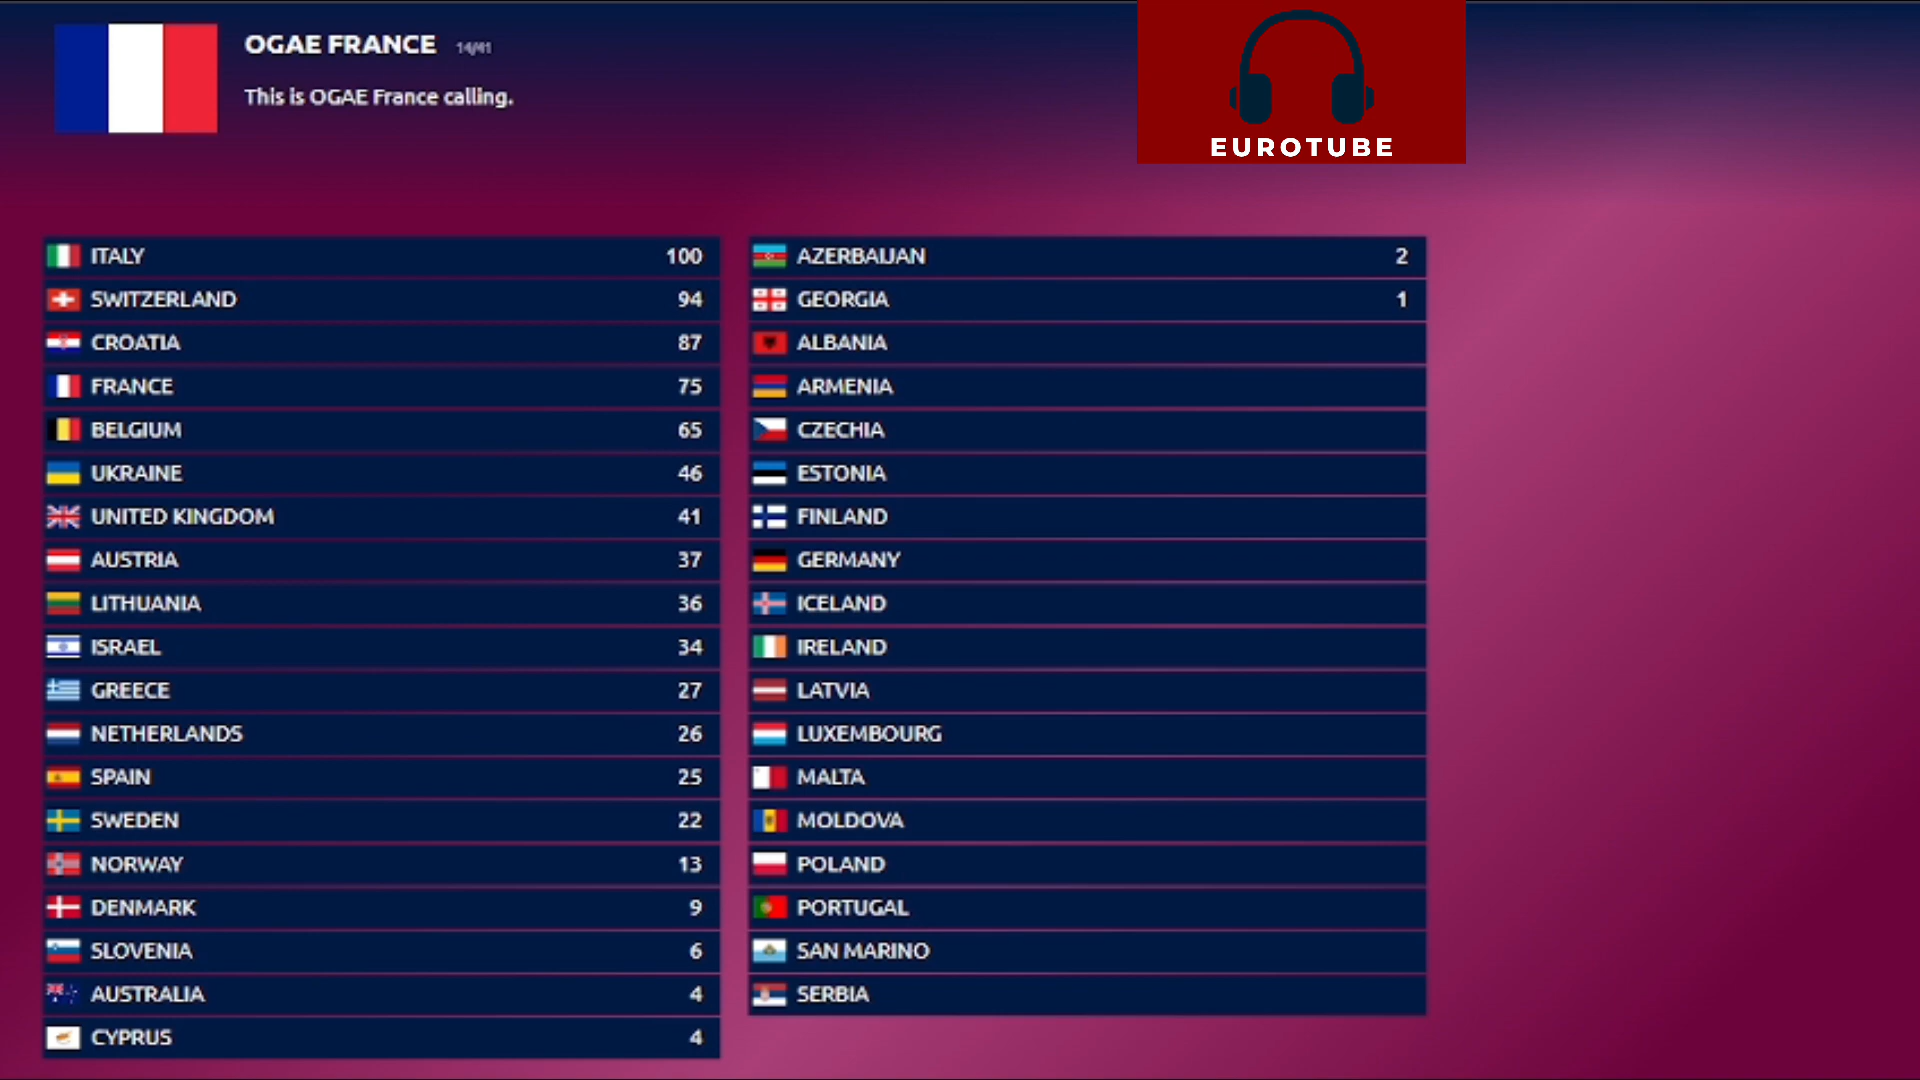 OGAE FRANCE 14/41
This is OGAE France calling.
EUROTUBE
ITALY 100
SWITZERLAND 94
CROATIA 87
FRANCE 75
BELGIUM 65
UKRAINE 46
UNITED KINGDOM 41
AUSTRIA 37
LITHUANIA 36
ISRAEL 34
GREECE 27
NETHERLANDS 26
SPAIN 25
SWEDEN 22
NORWAY 13
DENMARK 9
SLOVENIA 6
AUSTRALIA 4
CYPRUS 4
AZERBAIJAN 2
GEORGIA 1
ALBANIA
ARMENIA
CZECHIA
ESTONIA
FINLAND
GERMANY
ICELAND
IRELAND
LATVIA
LUXEMBOURG
MALTA
MOLDOVA
POLAND
PORTUGAL
SAN MARINO
SERBIA